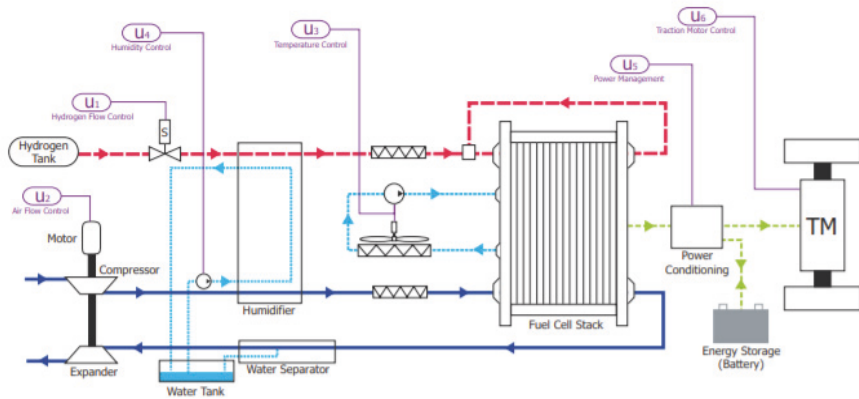 u4
Humidity Control
u3
Temperature Control
u6
Traction Motor Control
u5
Power Management
u1
Hydrogen Flow Control
S
Hydrogen
Tank
u2
Air Flow Control
Motor
Compressor
TM
Power
Conditioning
Humidifier
Fuel Cell Stack
Expander
Water Tank
Water Separator
Energy Storage
(Battery)